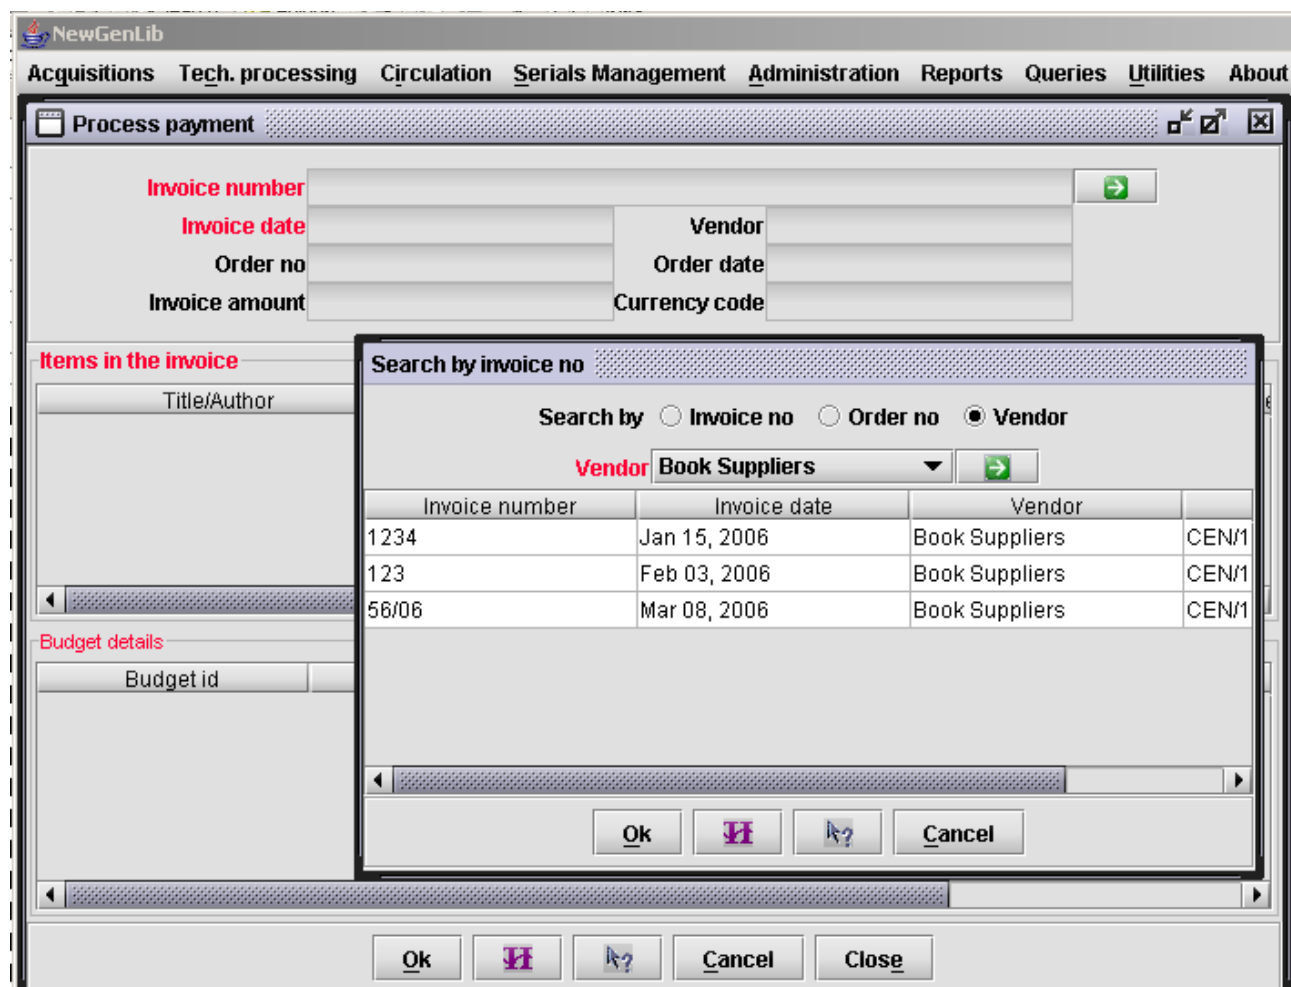 NewGenLib
Acquisitions Tech. processing Circulation Serials Management Administration Reports Queries Utilities About
Process payment
Invoice number
Invoice date Vendor
Order no Order date
Invoice amount Currency code
Items in the invoice
Title/Author
Search by invoice no
Search by Invoice no Order no Vendor
Vendor Book Suppliers
Invoice number Invoice date Vendor
1234 Jan 15, 2006 Book Suppliers CEN/1
123 Feb 03, 2006 Book Suppliers CEN/1
56/06 Mar 08, 2006 Book Suppliers CEN/1
Budget details
Budget id
Ok Cancel
Ok Cancel Close